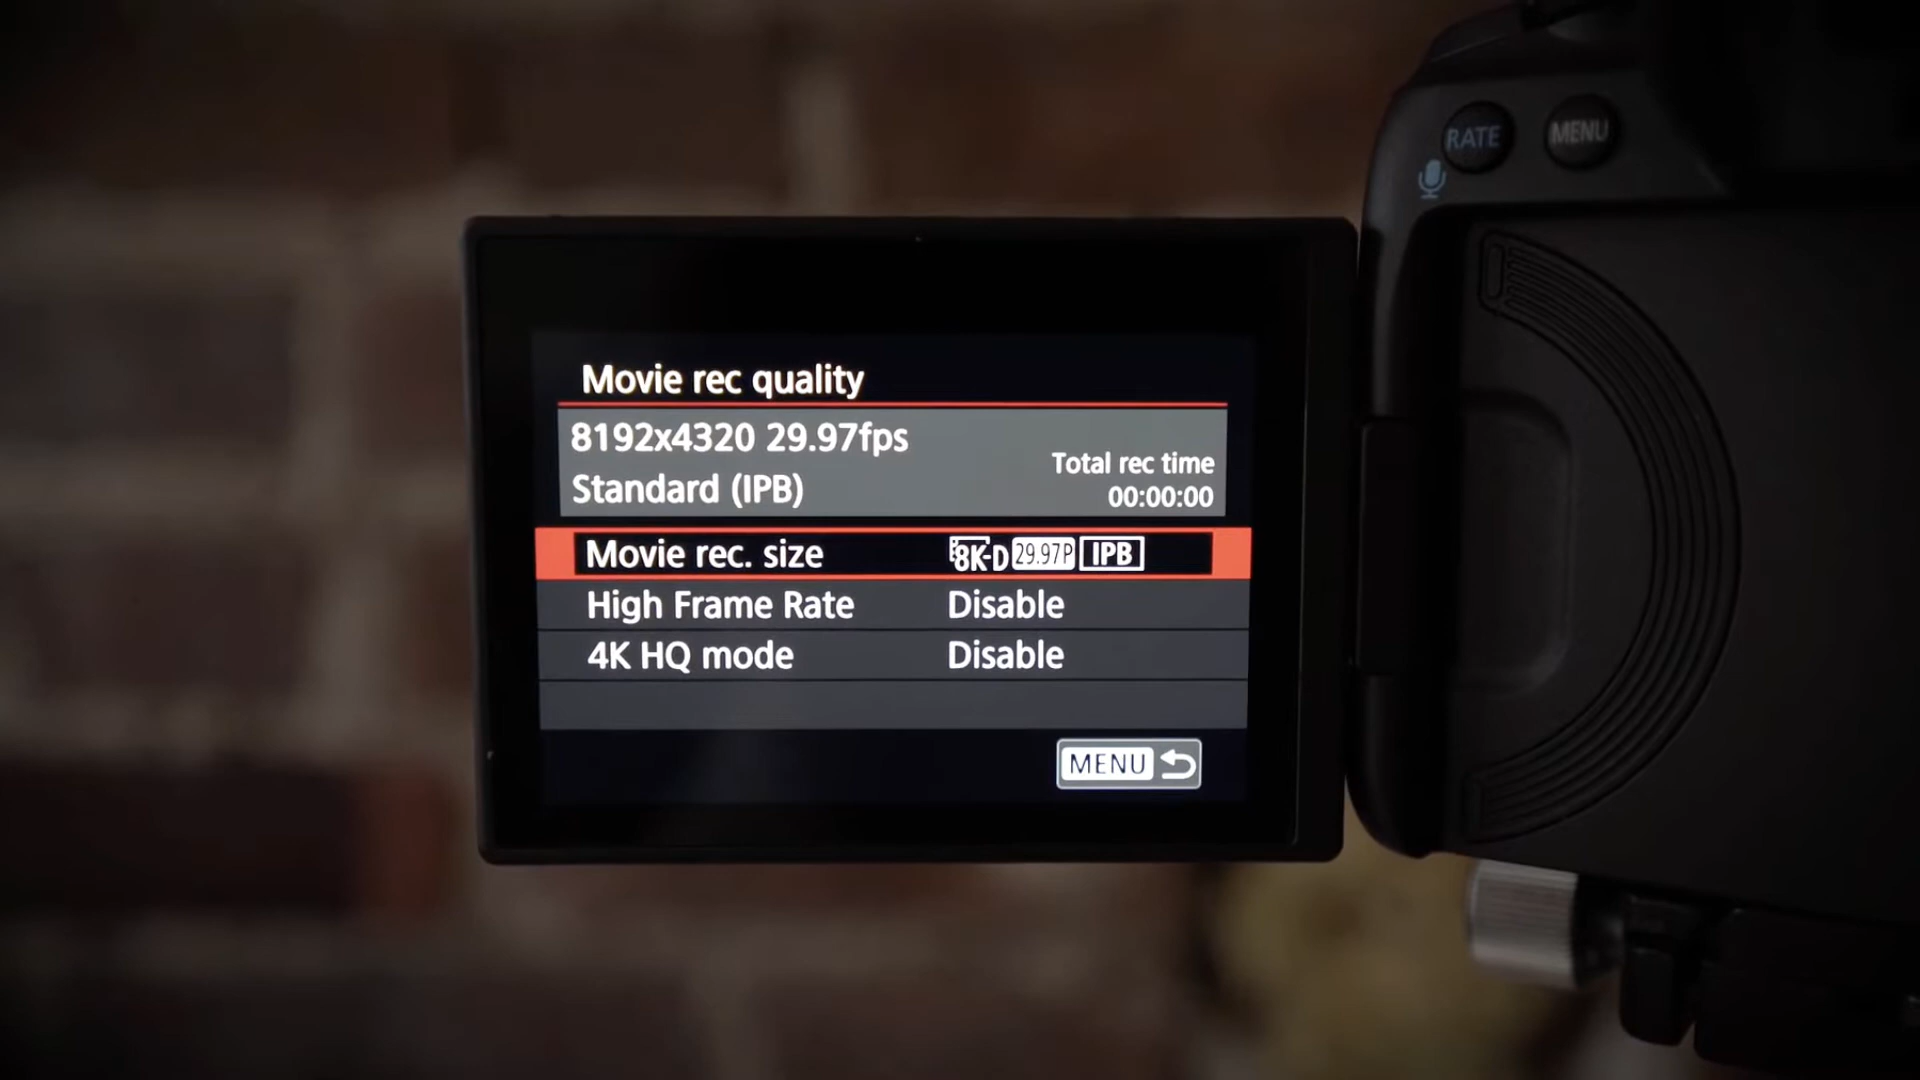 RATE MENU
Movie rec quality
8192x4320 29.97fps
Standard (IPB)
Total rec time
00:00:00
Movie rec. size 8K-D 29.97P IPB
High Frame Rate Disable
4K HQ mode Disable
MENU